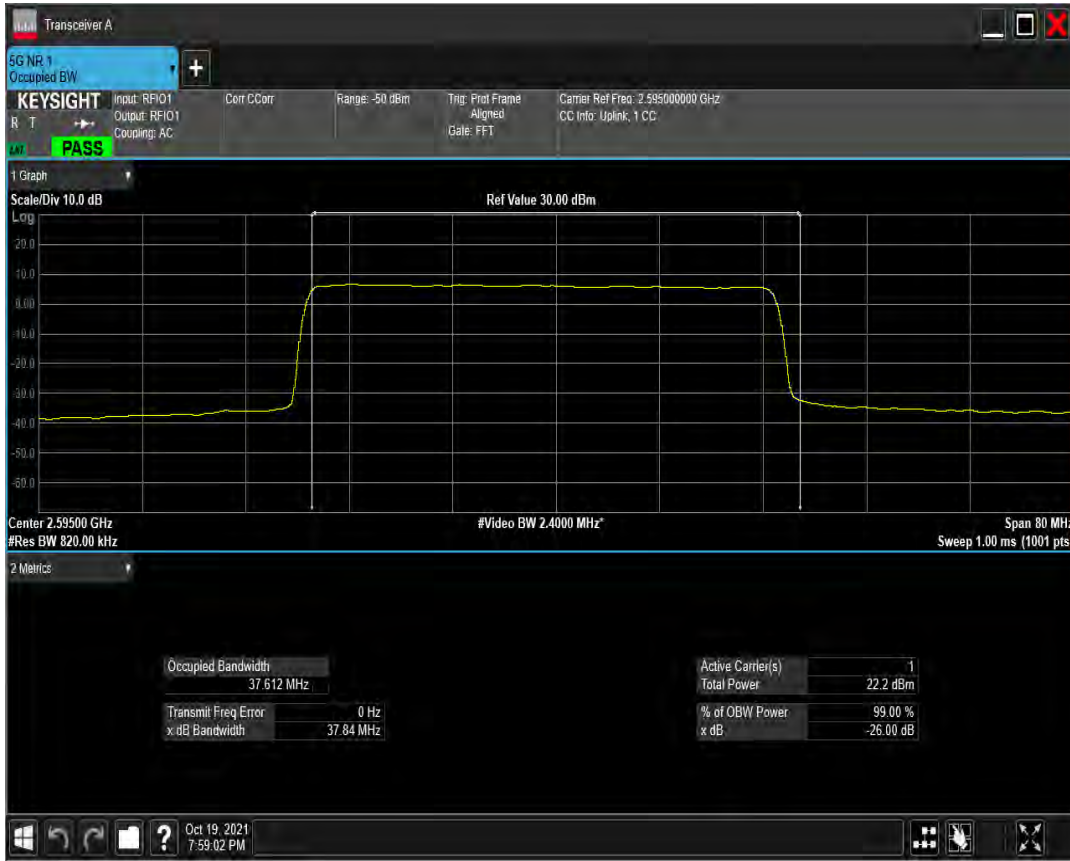 Transceiver A
5G NR 1
Occupied BW
+
KEYSIGHT
R T
PASS
Input: RFIO1
Output: RFIO1
Coupling: AC
Corr CCorr
Range: -50 dBm
Trig: Prot Frame
Aligned
Gate: FFT
Carrier Ref Freq: 2.595000000 GHz
CC Info: Uplink, 1 CC
1 Graph
Scale/Div 10.0 dB
Ref Value 30.00 dBm
Log
20.0
10.0
0.00
-10.0
-20.0
-30.0
-40.0
-50.0
-60.0
Center 2.59500 GHz
#Video BW 2.4000 MHz*
Span 80 MHz
#Res BW 820.00 kHz
Sweep 1.00 ms (1001 pts
2 Metrics
Occupied Bandwidth
37.612 MHz
Transmit Freq Error 0 Hz
x dB Bandwidth 37.84 MHz
Active Carrier(s) 1
Total Power 22.2 dBm
% of OBW Power 99.00 %
x dB -26.00 dB
?
Oct 19, 2021
7:59:02 PM